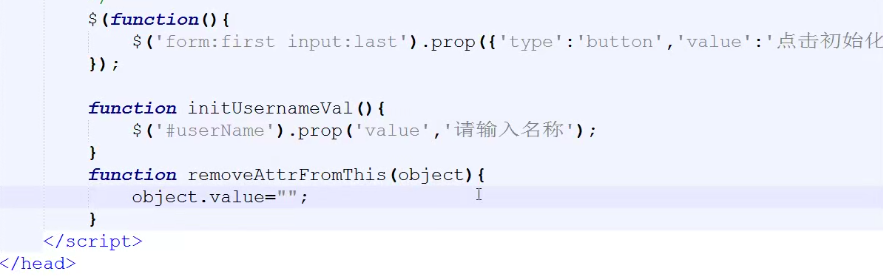 $(function(){
$('form:first input:last').prop({'type':'button','value':'点击初始化
});
function initUsernameVal(){
$('#userName').prop('value','请输入名称');
}
function removeAttrFromThis(object){
object.value="";
}
</script>
</head>